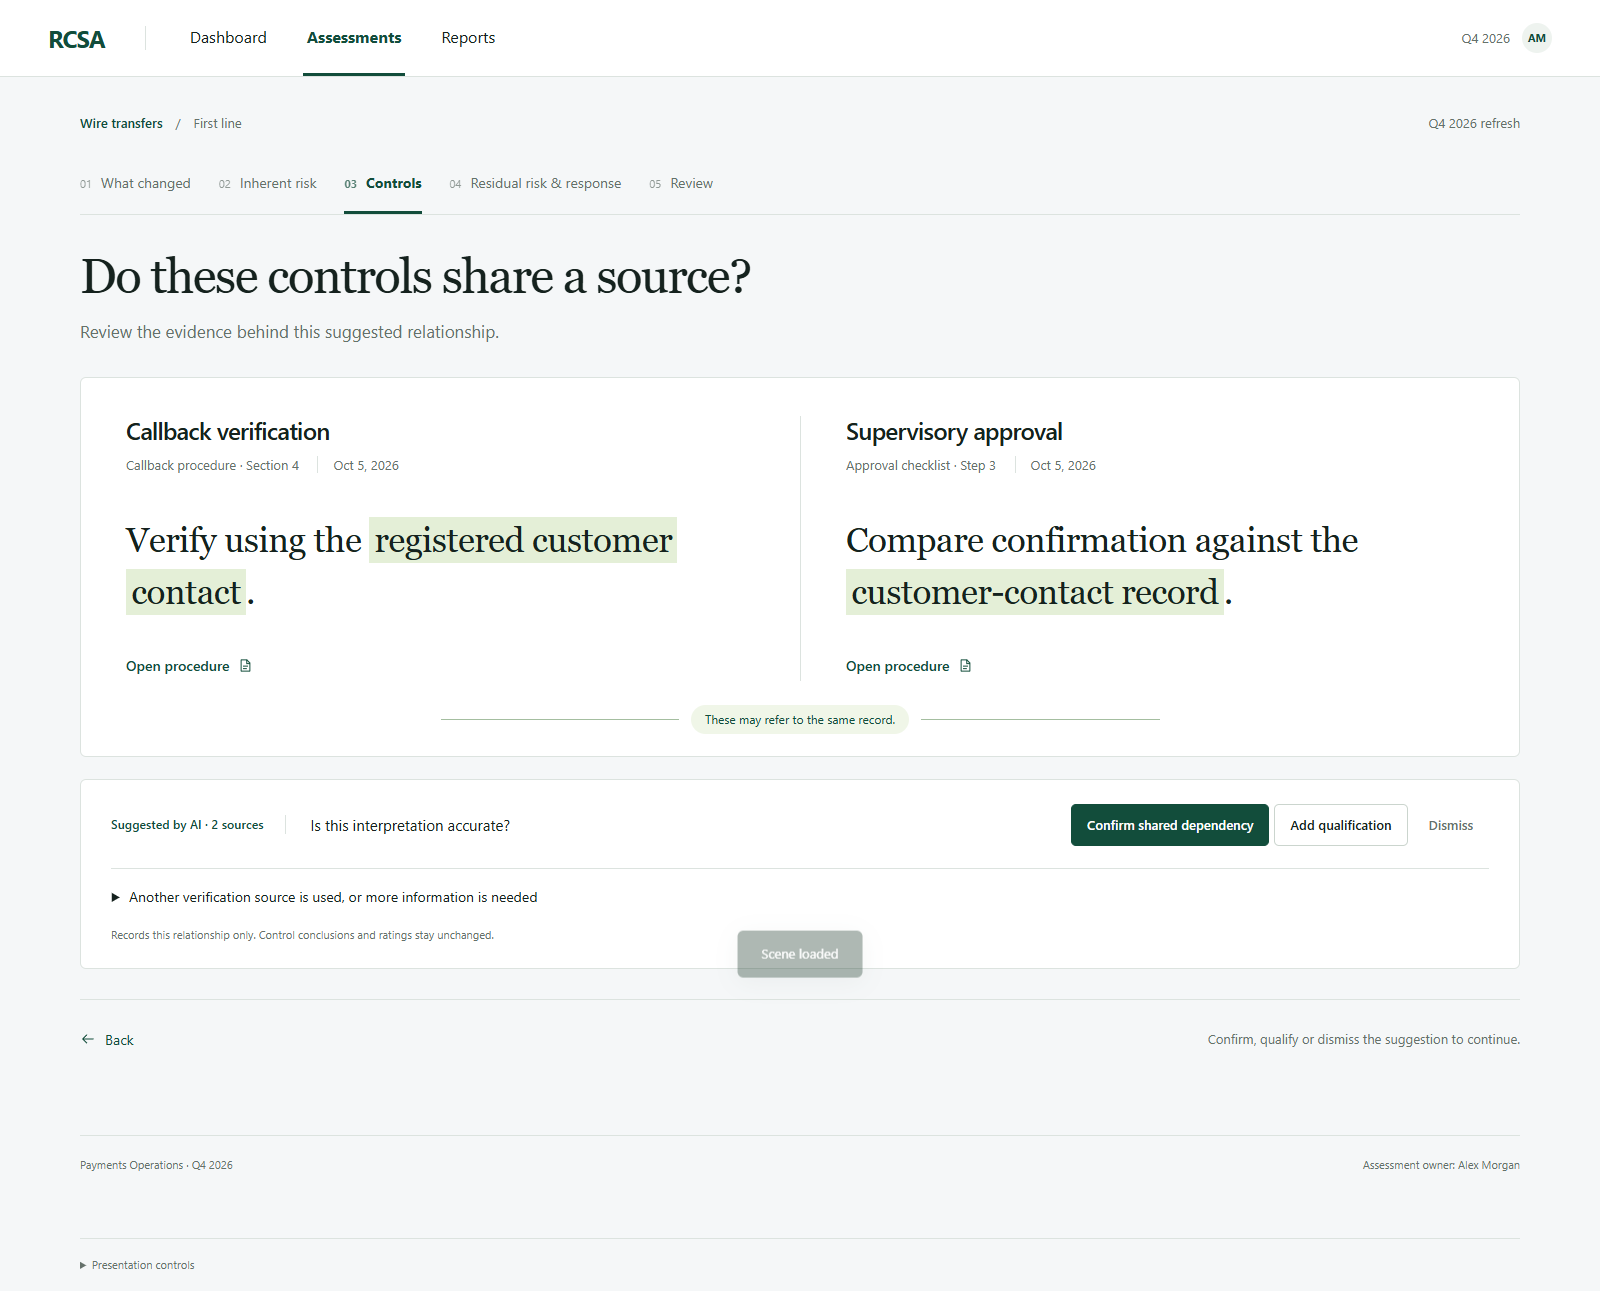 RCSA
Dashboard
Assessments
Reports
Q4 2026
AM
Wire transfers / First line
Q4 2026 refresh
01 What changed
02 Inherent risk
03 Controls
04 Residual risk & response
05 Review
Do these controls share a source?
Review the evidence behind this suggested relationship.
Callback verification
Callback procedure · Section 4
Oct 5, 2026
Verify using the registered customer
contact.
Open procedure
Supervisory approval
Approval checklist · Step 3
Oct 5, 2026
Compare confirmation against the
customer-contact record.
Open procedure
These may refer to the same record.
Suggested by AI · 2 sources
Is this interpretation accurate?
Confirm shared dependency
Add qualification
Dismiss
Another verification source is used, or more information is needed
Records this relationship only. Control conclusions and ratings stay unchanged.
Scene loaded
Back
Confirm, qualify or dismiss the suggestion to continue.
Payments Operations · Q4 2026
Assessment owner: Alex Morgan
Presentation controls